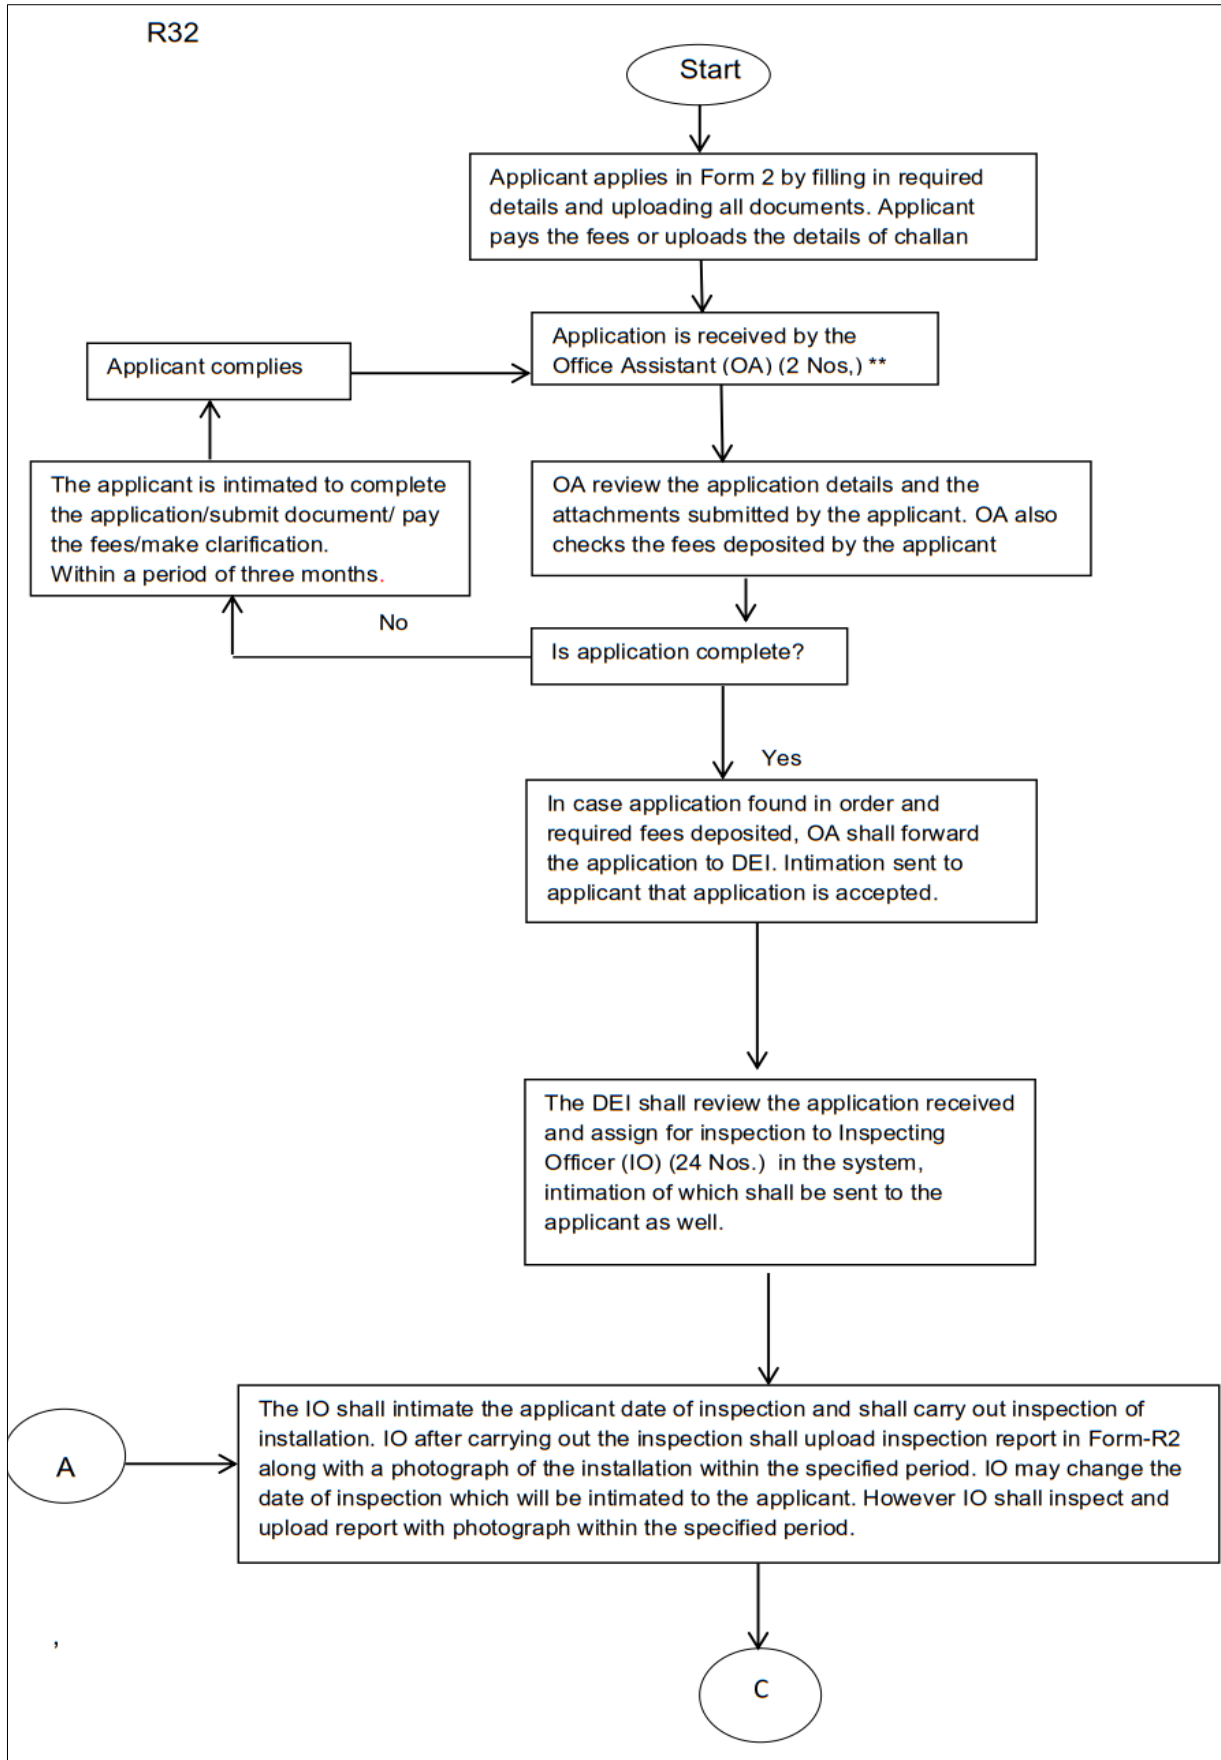 R32
Start
Applicant applies in Form 2 by filling in required
details and uploading all documents. Applicant
pays the fees or uploads the details of challan
Application is received by the
Office Assistant (OA) (2 Nos,) **
Applicant complies
The applicant is intimated to complete
the application/submit document/ pay
the fees/make clarification.
Within a period of three months.
OA review the application details and the
attachments submitted by the applicant. OA also
checks the fees deposited by the applicant
No
Is application complete?
Yes
In case application found in order and
required fees deposited, OA shall forward
the application to DEI. Intimation sent to
applicant that application is accepted.
The DEI shall review the application received
and assign for inspection to Inspecting
Officer (IO) (24 Nos.) in the system,
intimation of which shall be sent to the
applicant as well.
A
The IO shall intimate the applicant date of inspection and shall carry out inspection of
installation. IO after carrying out the inspection shall upload inspection report in Form-R2
along with a photograph of the installation within the specified period. IO may change the
date of inspection which will be intimated to the applicant. However IO shall inspect and
upload report with photograph within the specified period.
,
C